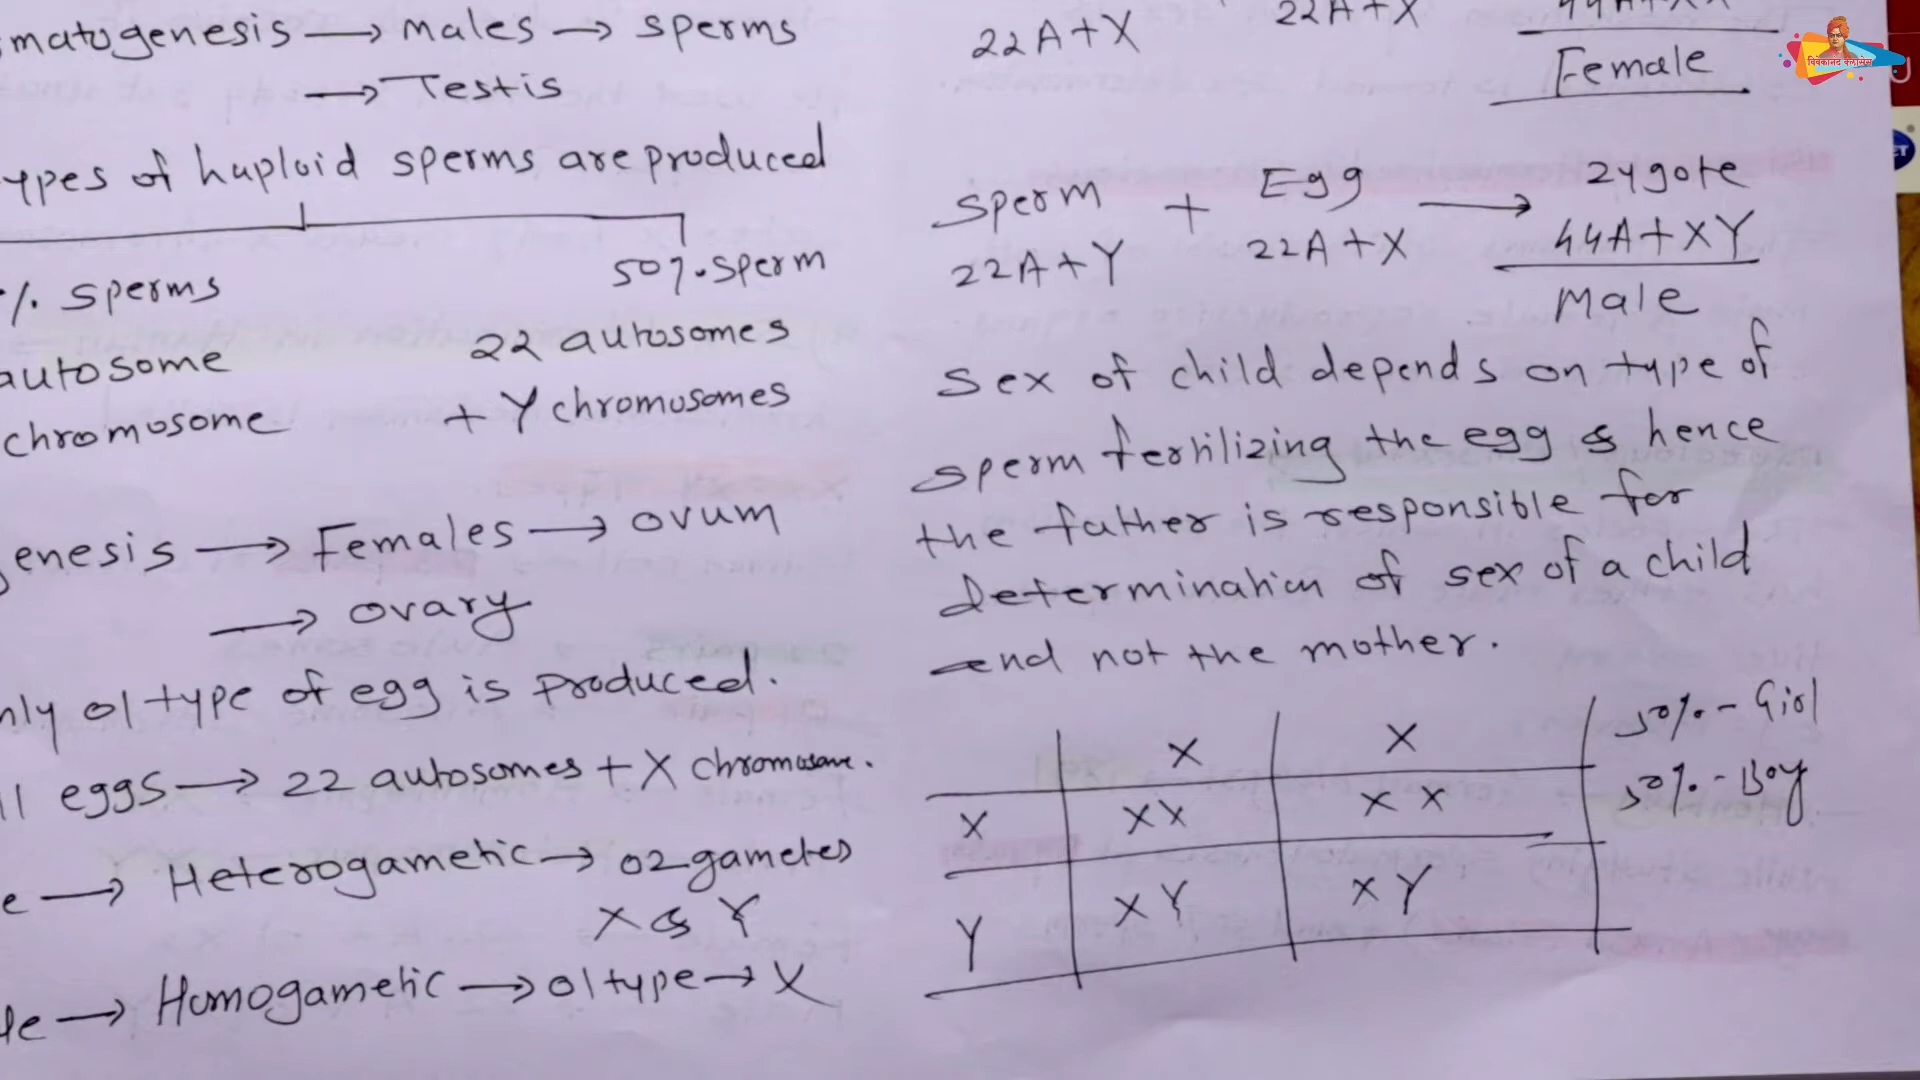 matogenesis → males → sperms
→ Testis
ypes of haploid sperms are produced
% sperms
50%. sperm
autosome
22 autosomes
chromosome
+ Y chromosomes
enesis → Females → ovum
→ ovary
nly 01 type of egg is produced.
ll eggs → 22 autosomes + X chromosome.
e → Heterogametic → 02 gametes
X & Y
le → Homogametic → 01 type → X
22A+X
22A+X
44A+XX
Female
sperm + Egg → zygote
22A+Y 22A+X 44A+XY
Male
sex of child depends on type of
sperm fertilizing the egg & hence
the father is responsible for
determination of sex of a child
end not the mother.
X X
X XX XX
Y XY XY
50%. - Girl
50%. - Boy
विवेकानंद क्लासेस